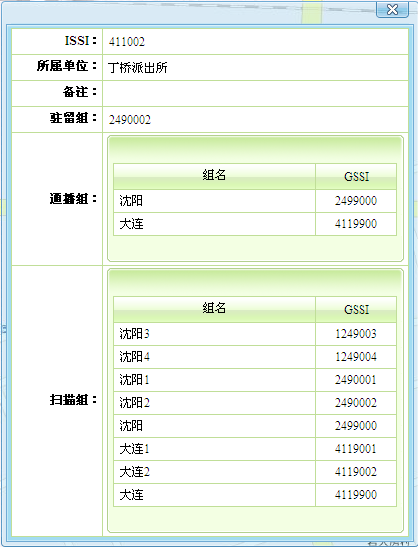 ISSI： 411002
所属单位： 丁桥派出所
备注：
驻留组： 2490002
通播组：
组名 GSSI
沈阳 2499000
大连 4119900
扫描组：
组名 GSSI
沈阳3 1249003
沈阳4 1249004
沈阳1 2490001
沈阳2 2490002
沈阳 2499000
大连1 4119001
大连2 4119002
大连 4119900